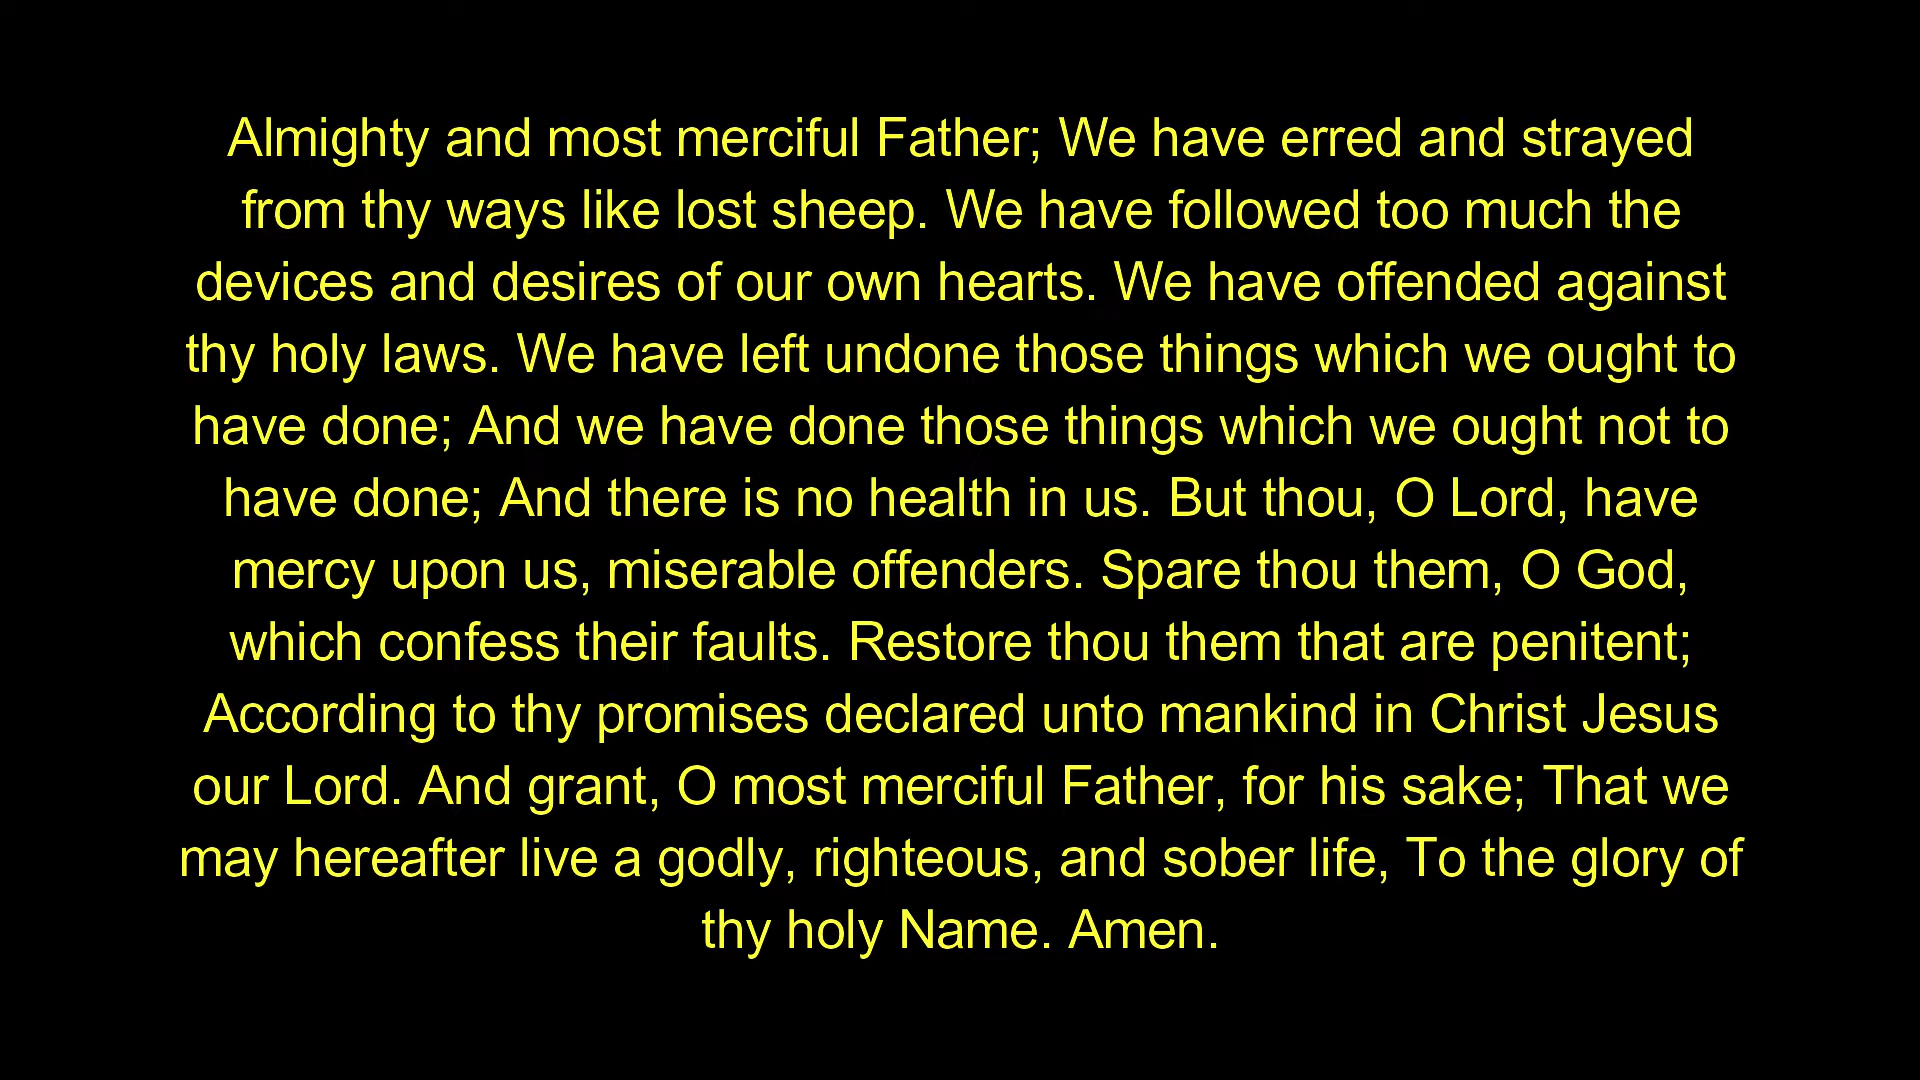 Almighty and most merciful Father; We have erred and strayed
from thy ways like lost sheep. We have followed too much the
devices and desires of our own hearts. We have offended against
thy holy laws. We have left undone those things which we ought to
have done; And we have done those things which we ought not to
have done; And there is no health in us. But thou, O Lord, have
mercy upon us, miserable offenders. Spare thou them, O God,
which confess their faults. Restore thou them that are penitent;
According to thy promises declared unto mankind in Christ Jesus
our Lord. And grant, O most merciful Father, for his sake; That we
may hereafter live a godly, righteous, and sober life, To the glory of
thy holy Name. Amen.